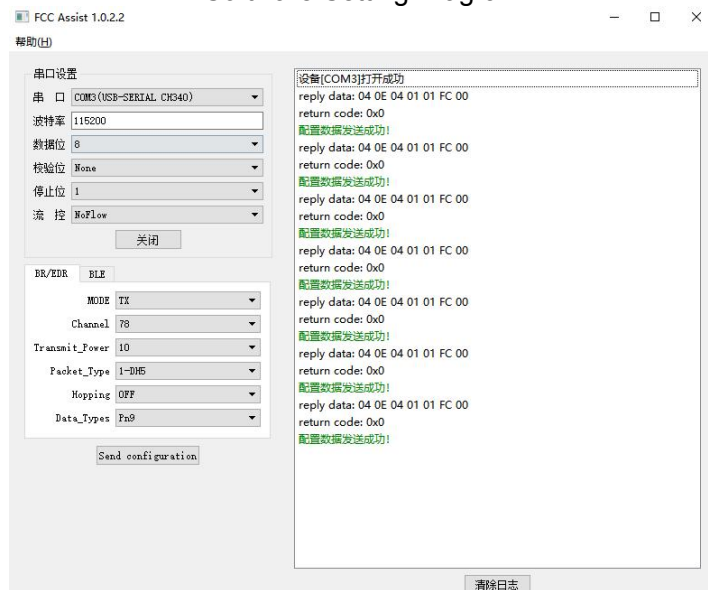 FCC Assist 1.0.2.2
帮助(H)
串口设置
串 口 COM3(USB-SERIAL CH340)
波特率 115200
数据位 8
校验位 None
停止位 1
流 控 NoFlow
关闭
BR/EDR BLE
MODE TX
Channel 78
Transmit_Power 10
Packet_Type 1-DH5
Hopping OFF
Data_Types Pn9
Send configuration
设备[COM3]打开成功
reply data: 04 0E 04 01 01 FC 00
return code: 0x0
配置数据发送成功!
reply data: 04 0E 04 01 01 FC 00
return code: 0x0
配置数据发送成功!
reply data: 04 0E 04 01 01 FC 00
return code: 0x0
配置数据发送成功!
reply data: 04 0E 04 01 01 FC 00
return code: 0x0
配置数据发送成功!
reply data: 04 0E 04 01 01 FC 00
return code: 0x0
配置数据发送成功!
reply data: 04 0E 04 01 01 FC 00
return code: 0x0
配置数据发送成功!
reply data: 04 0E 04 01 01 FC 00
return code: 0x0
配置数据发送成功!
清除日志